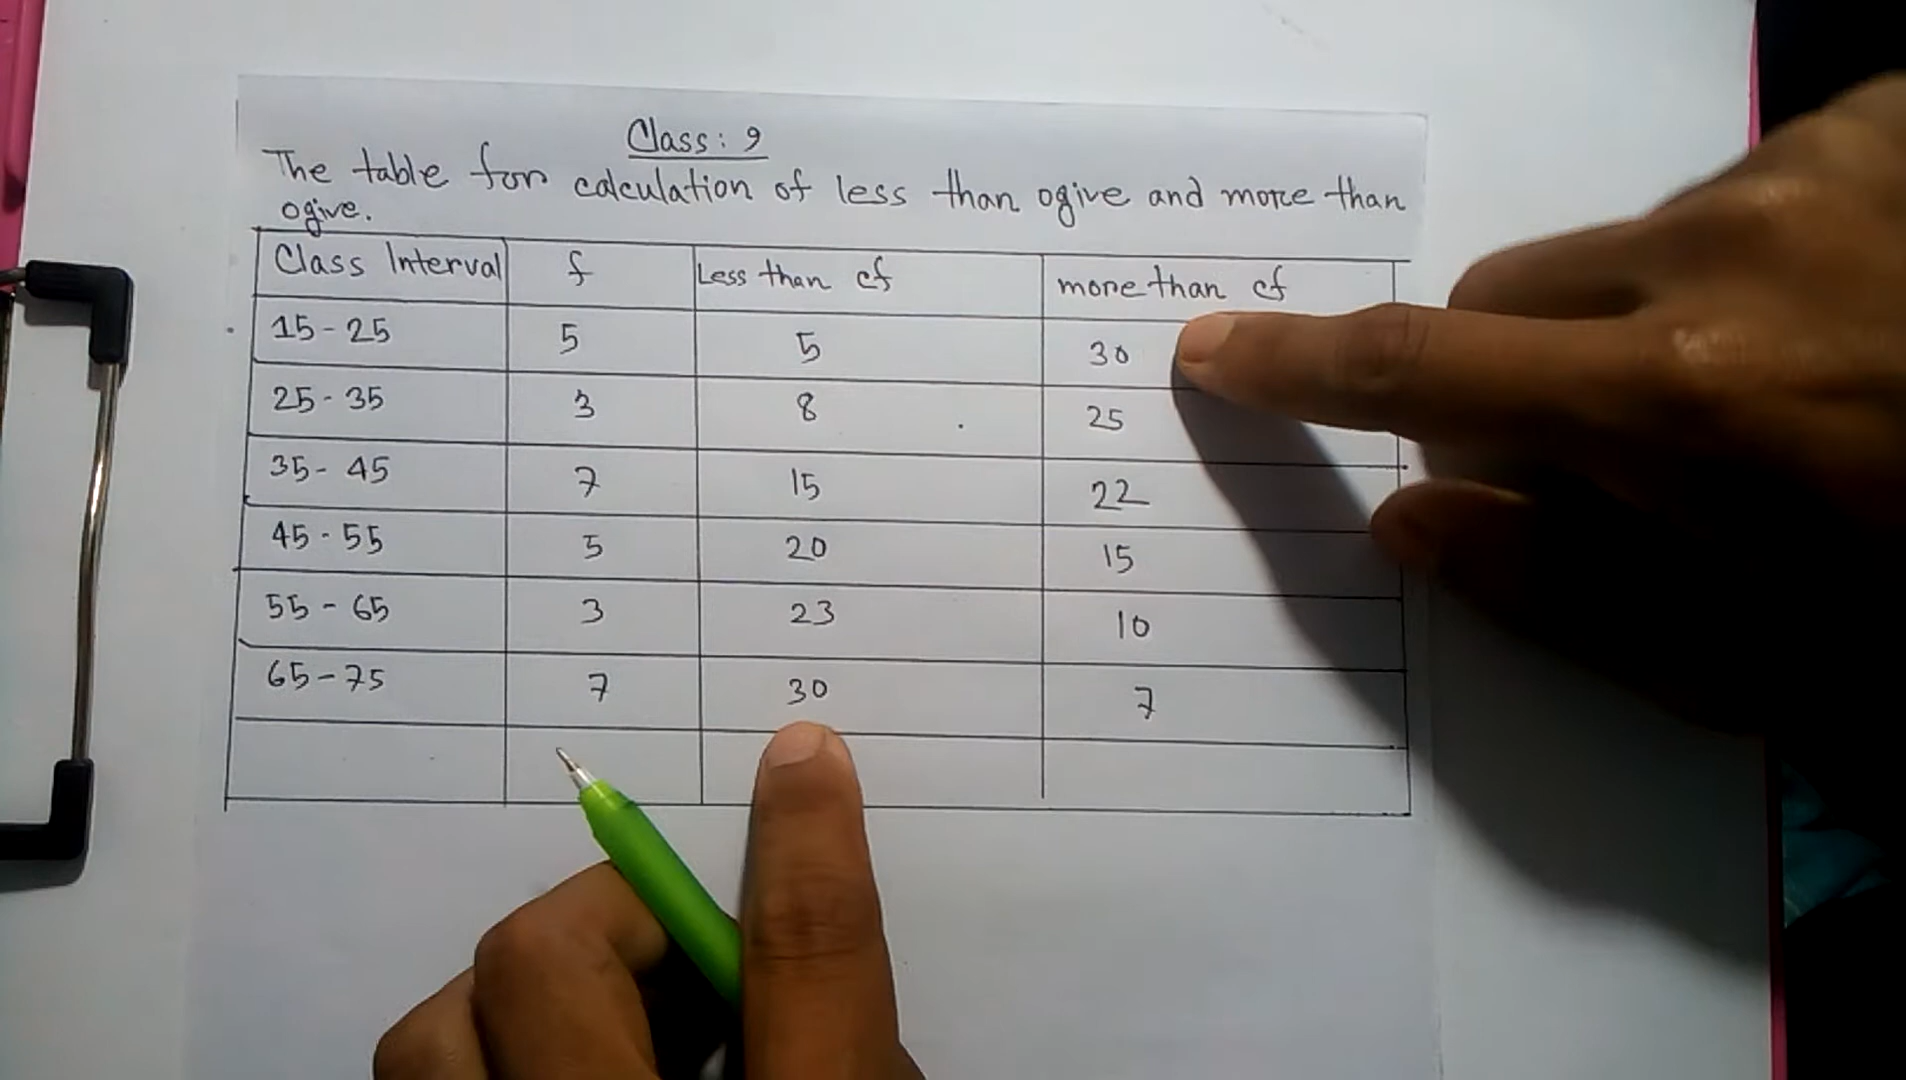 Class: 9
The table for calculation of less than ogive and more than
ogive.
Class Interval f Less than cf more than cf
15-25 5 5 30
25-35 3 8 25
35-45 7 15 22
45-55 5 20 15
55-65 3 23 10
65-75 7 30 7